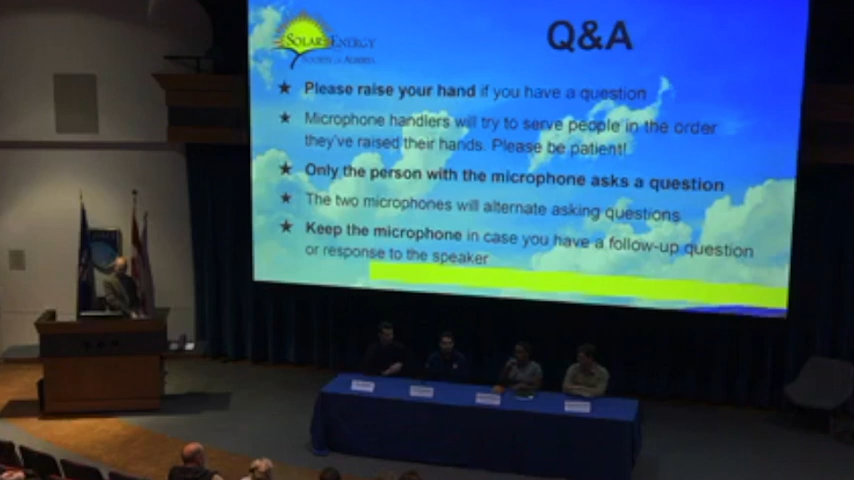 Q&A
SOLAR ENERGY
SOCIETY OF ALBERTA
★ Please raise your hand if you have a question
★ Microphone handlers will try to serve people in the order
they've raised their hands. Please be patient!
★ Only the person with the microphone asks a question
★ The two microphones will alternate asking questions
★ Keep the microphone in case you have a follow-up question
or response to the speaker